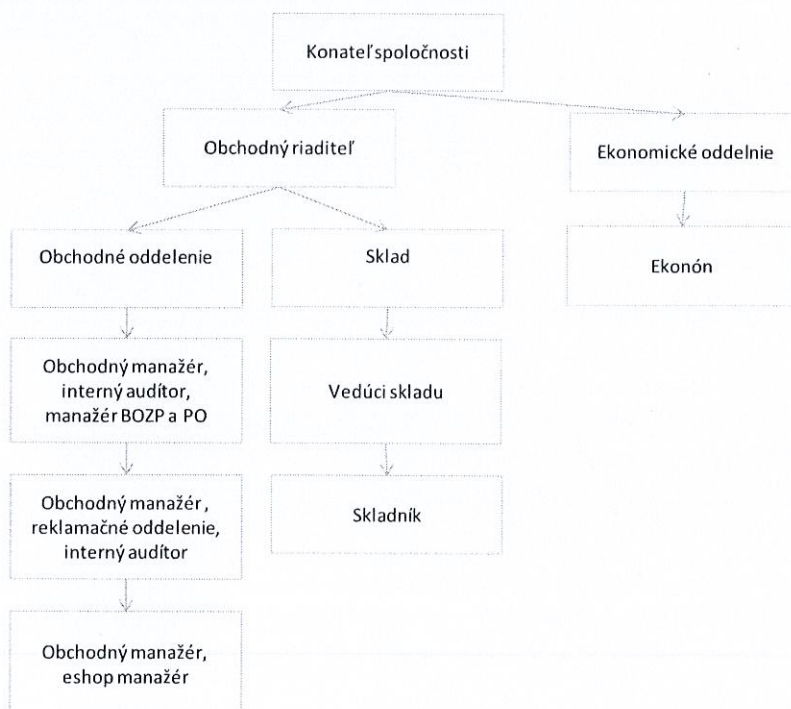 Konateľ spoločnosti
Obchodný riaditeľ
Ekonomické oddelnie
Obchodné oddelenie
Sklad
Ekonón
Obchodný manažér,
interný audítor,
manažér BOZP a PO
Vedúci skladu
Obchodný manažér ,
reklamačné oddelenie,
interný audítor
Skladník
Obchodný manažér,
eshop manažér